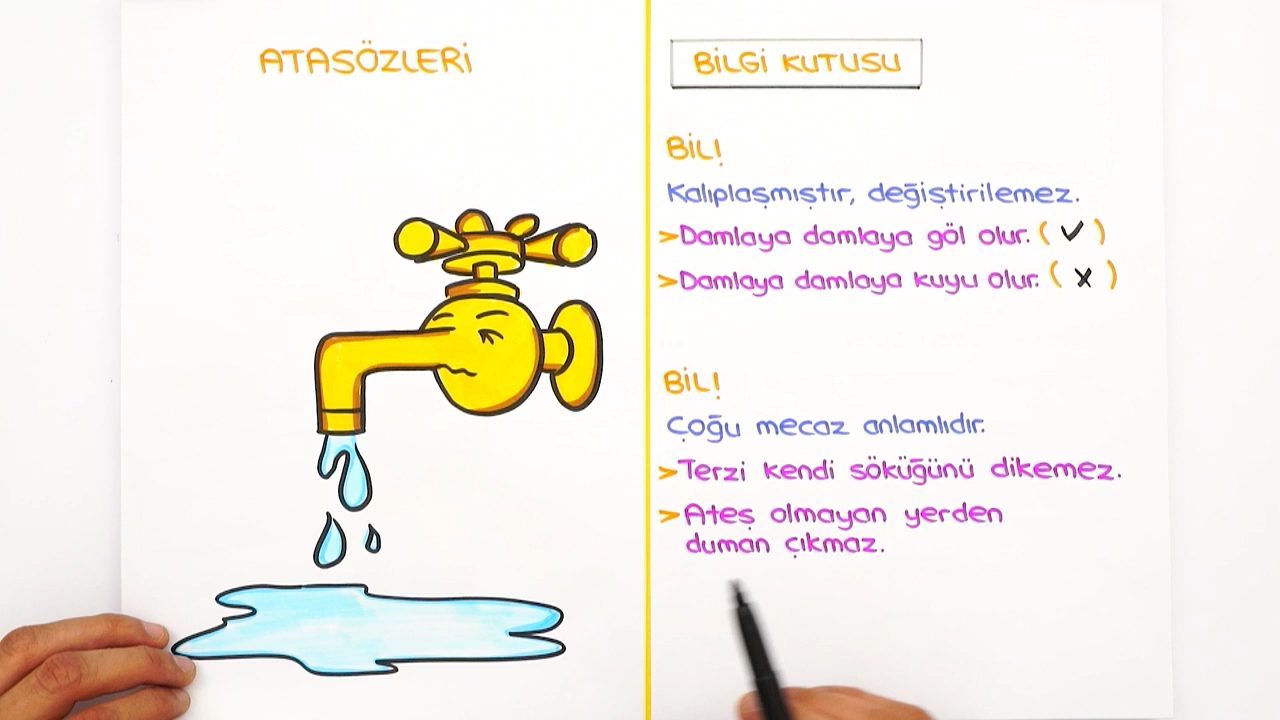 ATASÖZLERİ
BİLGİ KUTUSU
BİL!
Kalıplaşmıştır, değiştirilemez.
>Damlaya damlaya göl olur. ( ✓ )
>Damlaya damlaya kuyu olur. ( x )
BİL!
Çoğu mecaz anlamlıdır.
>Terzi kendi söküğünü dikemez.
>Ateş olmayan yerden
duman çıkmaz.